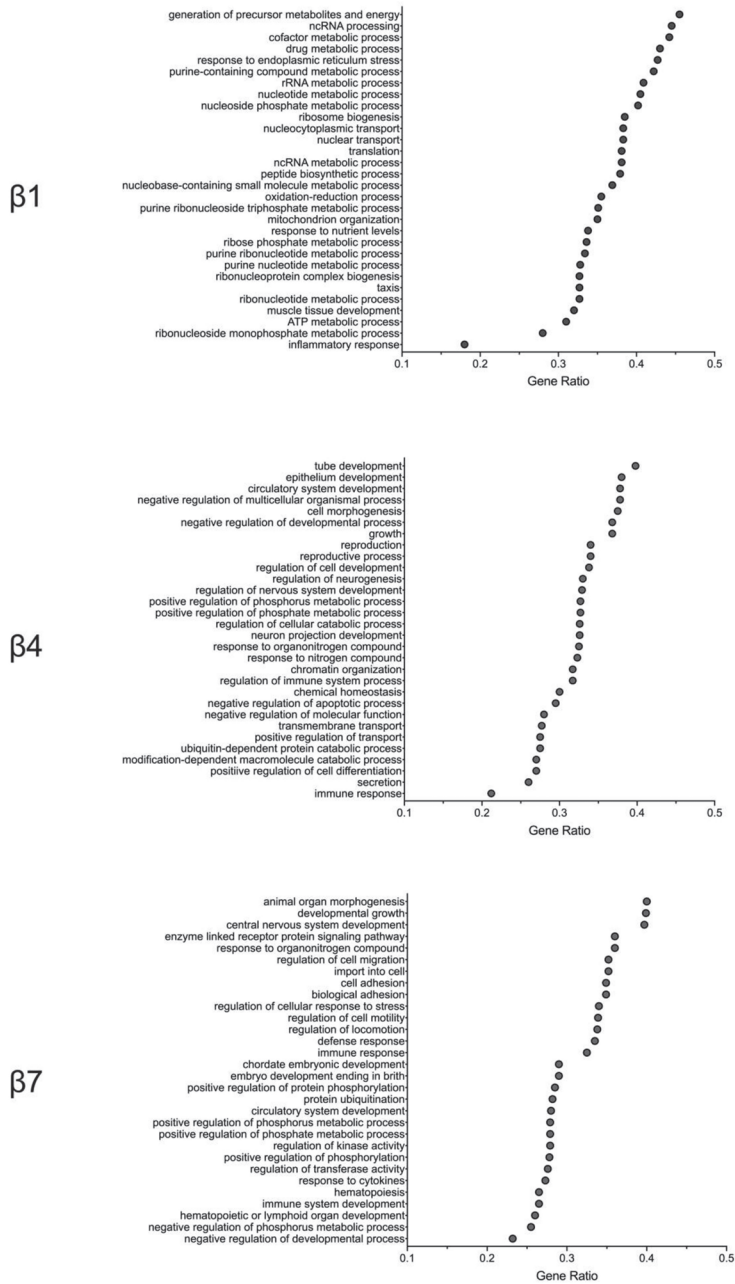 generation of precursor metabolites and energy
ncRNA processing
cofactor metabolic process
drug metabolic process
response to endoplasmic reticulum stress
purine-containing compound metabolic process
rRNA metabolic process
nucleotide metabolic process
nucleoside phosphate metabolic process
ribosome biogenesis
nucleocytoplasmic transport
nuclear transport
translation
ncRNA metabolic process
peptide biosynthetic process
nucleobase-containing small molecule metabolic process
β1
oxidation-reduction process
purine ribonucleoside triphosphate metabolic process
mitochondrion organization
response to nutrient levels
ribose phosphate metabolic process
purine ribonucleotide metabolic process
purine nucleotide metabolic process
ribonucleoprotein complex biogenesis
taxis
ribonucleotide metabolic process
muscle tissue development
ATP metabolic process
ribonucleoside monophosphate metabolic process
inflammatory response
0.1 0.2 0.3 0.4 0.5
Gene Ratio
tube development
epithelium development
circulatory system development
negative regulation of multicellular organismal process
cell morphogenesis
negative regulation of developmental process
growth
reproduction
reproductive process
regulation of cell development
regulation of neurogenesis
regulation of nervous system development
positive regulation of phosphorus metabolic process
positive regulation of phosphate metabolic process
regulation of cellular catabolic process
neuron projection development
β4
response to organonitrogen compound
response to nitrogen compound
chromatin organization
regulation of immune system process
chemical homeostasis
negative regulation of apoptotic process
negative regulation of molecular function
transmembrane transport
positive regulation of transport
ubiquitin-dependent protein catabolic process
modification-dependent macromolecule catabolic process
positiive regulation of cell differentiation
secretion
immune response
0.1 0.2 0.3 0.4 0.5
Gene Ratio
animal organ morphogenesis
developmental growth
central nervous system development
enzyme linked receptor protein signaling pathway
response to organonitrogen compound
regulation of cell migration
import into cell
cell adhesion
biological adhesion
regulation of cellular response to stress
regulation of cell motility
regulation of locomotion
defense response
immune response
chordate embryonic development
embryo development ending in brith
β7
positive regulation of protein phosphorylation
protein ubiquitination
circulatory system development
positive regulation of phosphorus metabolic process
positive regulation of phosphate metabolic process
regulation of kinase activity
positive regulation of phosphorylation
regulation of transferase activity
response to cytokines
hematopoiesis
immune system development
hematopoietic or lymphoid organ development
negative regulation of phosphorus metabolic process
negative regulation of developmental process
0.1 0.2 0.3 0.4 0.5
Gene Ratio